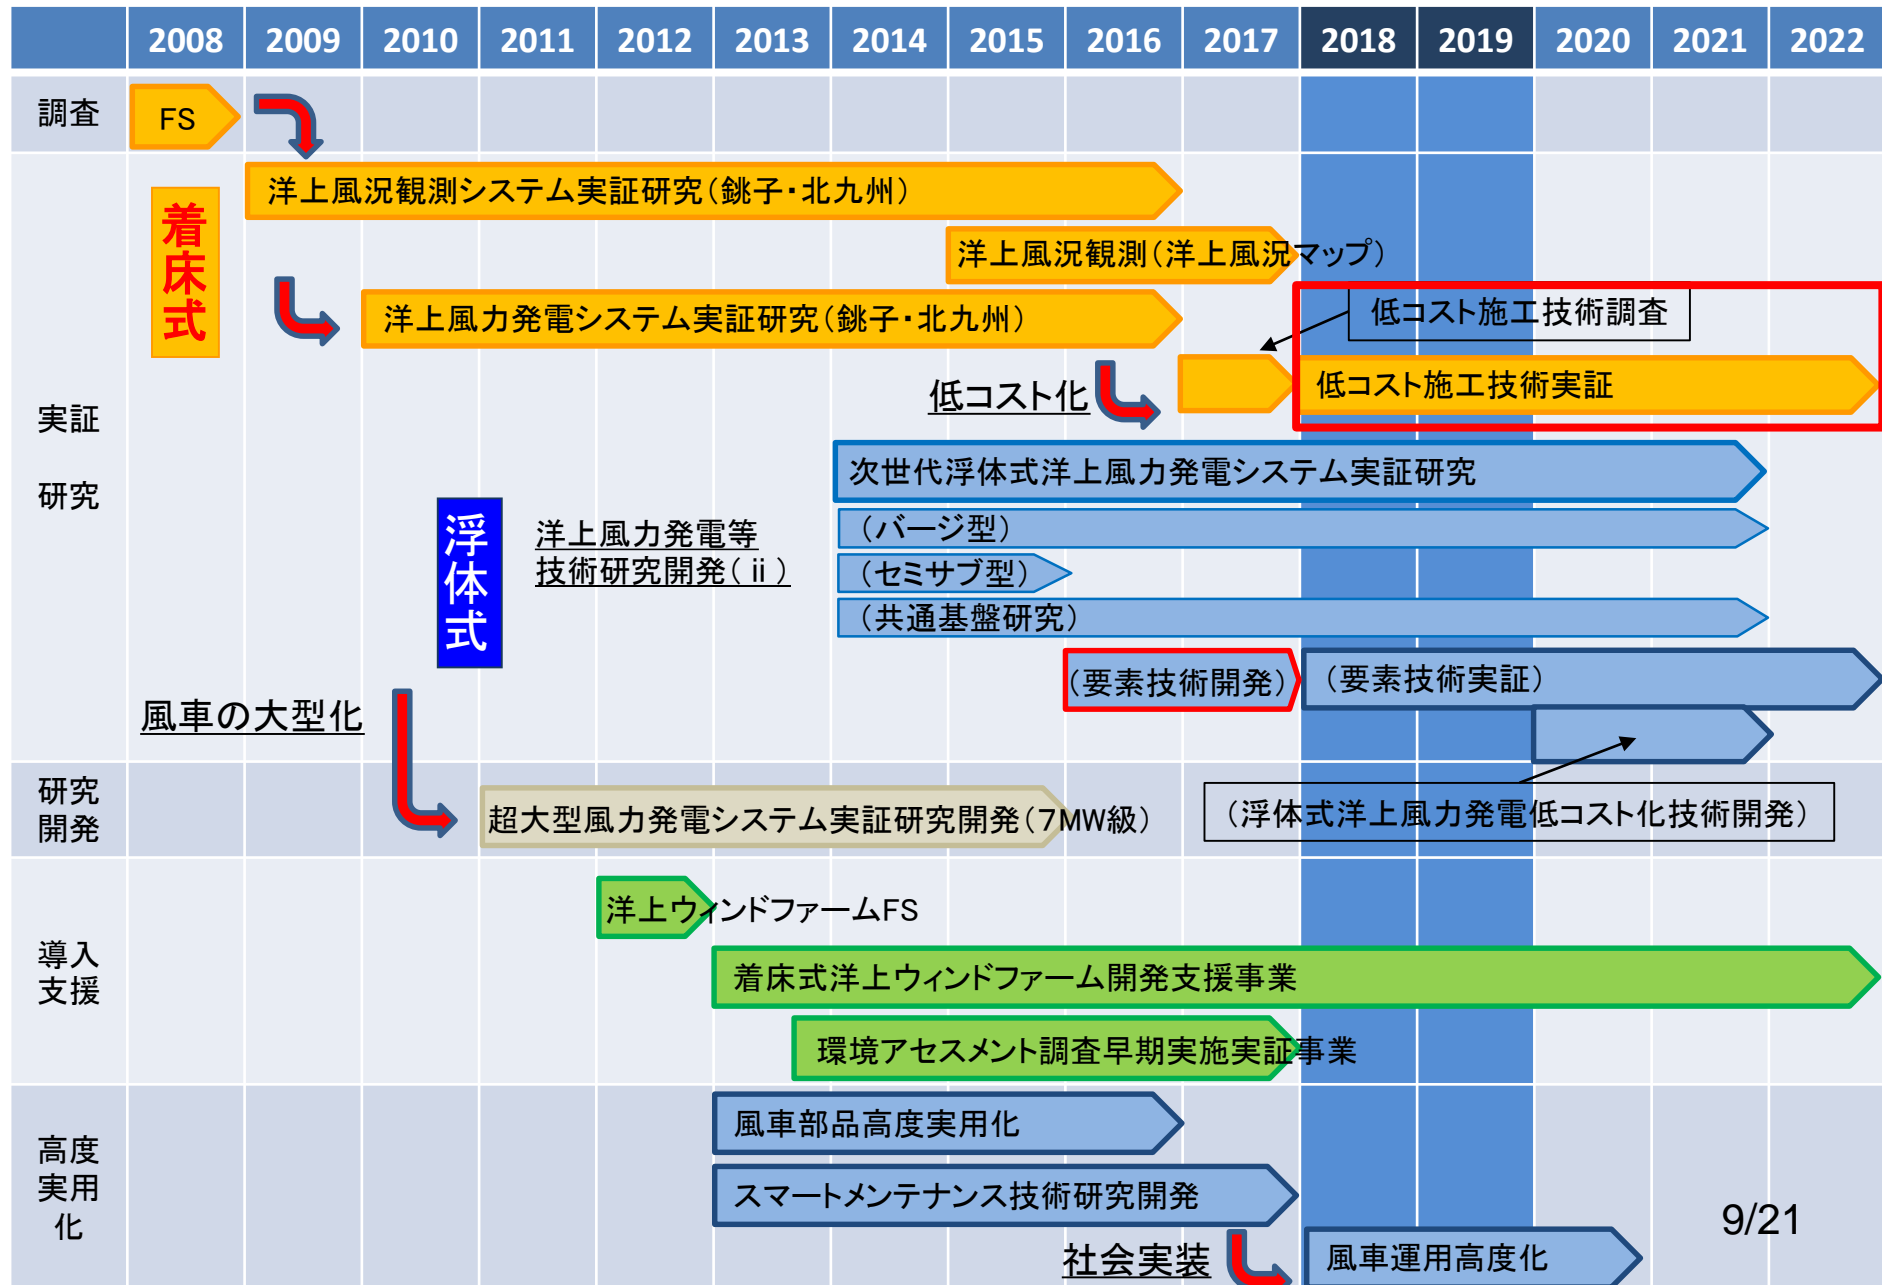 2008 2009 2010 2011 2012 2013 2014 2015 2016 2017 2018 2019 2020 2021 2022
調査
FS
実証
研究
着
床
式
洋上風況観測システム実証研究(銚子・北九州)
洋上風況観測(洋上風況マップ)
洋上風力発電システム実証研究(銚子・北九州)
低コスト施工技術調査
低コスト化
低コスト施工技術実証
浮
体
式
洋上風力発電等
技術研究開発(ⅱ)
次世代浮体式洋上風力発電システム実証研究
(バージ型)
(セミサブ型)
(共通基盤研究)
(要素技術開発)
(要素技術実証)
風車の大型化
研究
開発
超大型風力発電システム実証研究開発(7MW級)
(浮体式洋上風力発電低コスト化技術開発)
導入
支援
洋上ウィンドファームFS
着床式洋上ウィンドファーム開発支援事業
環境アセスメント調査早期実施実証事業
高度
実用
化
風車部品高度実用化
スマートメンテナンス技術研究開発
社会実装
風車運用高度化
9/21